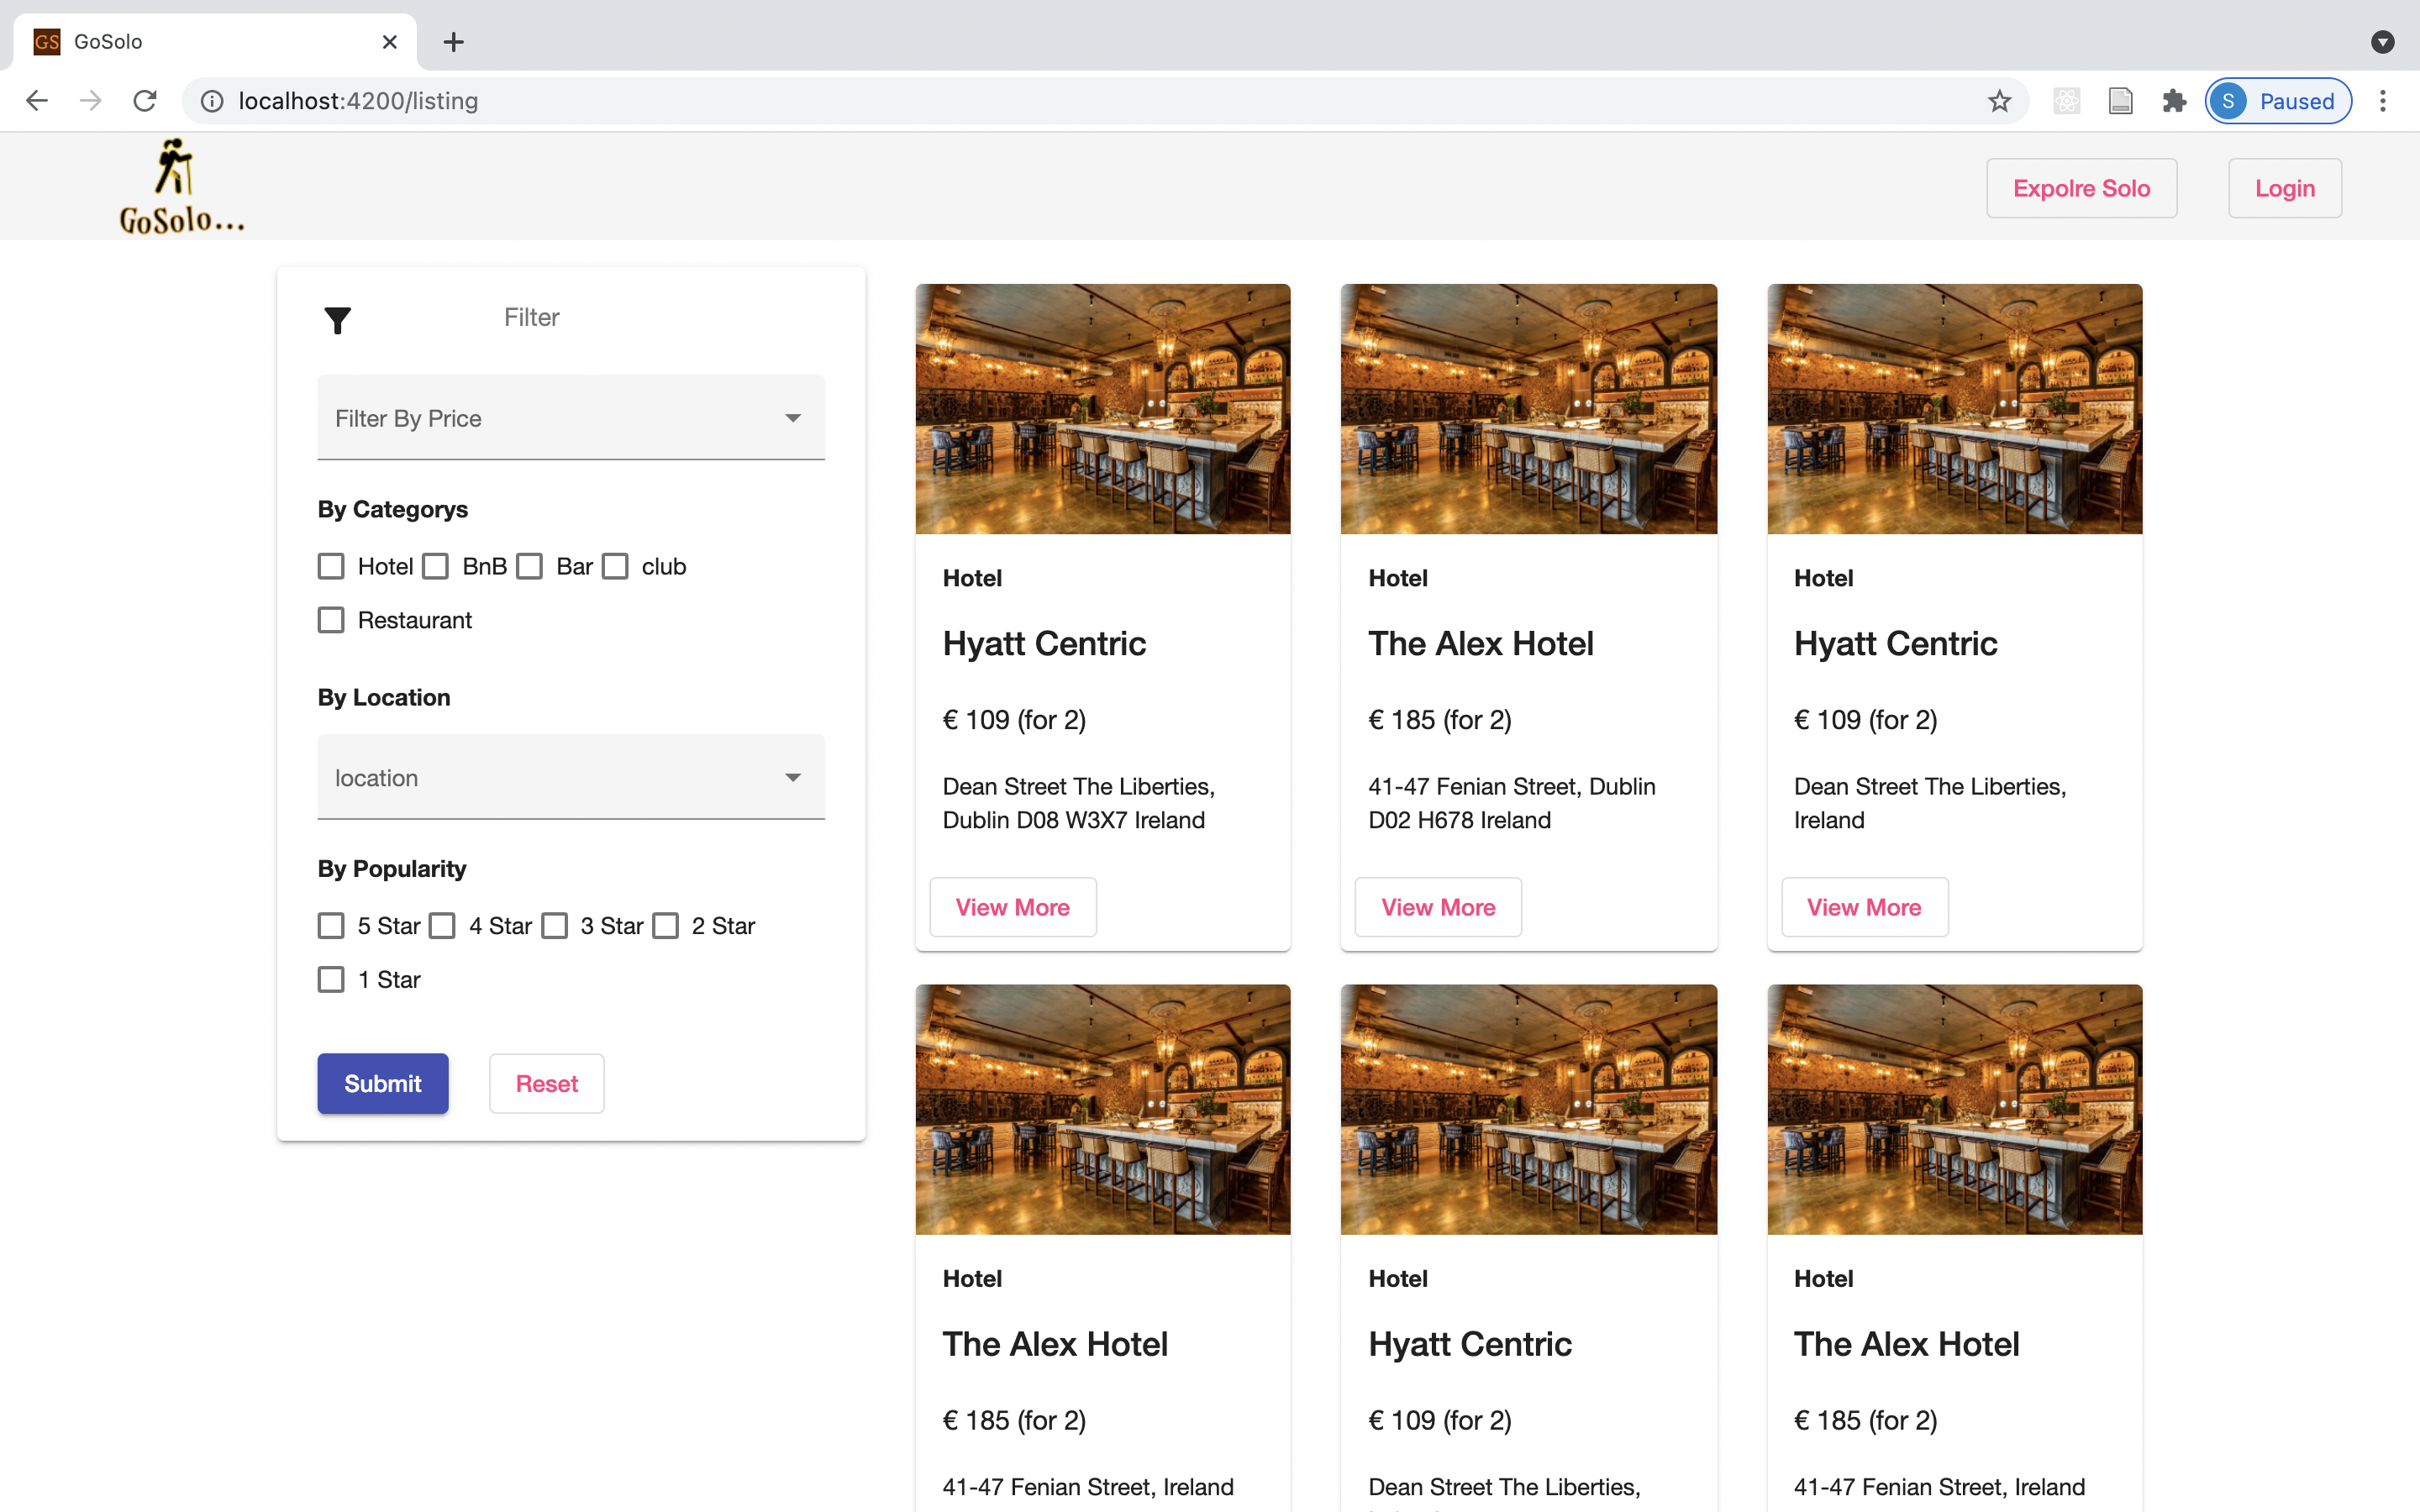 GS GoSolo
localhost:4200/listing
S Paused
GoSolo...
Expolre Solo
Login
Filter
Filter By Price
By Categorys
Hotel BnB Bar club
Restaurant
By Location
location
By Popularity
5 Star 4 Star 3 Star 2 Star
1 Star
Submit Reset
Hotel
Hyatt Centric
€ 109 (for 2)
Dean Street The Liberties,
Dublin D08 W3X7 Ireland
View More
Hotel
The Alex Hotel
€ 185 (for 2)
41-47 Fenian Street, Dublin
D02 H678 Ireland
View More
Hotel
Hyatt Centric
€ 109 (for 2)
Dean Street The Liberties,
Ireland
View More
Hotel
The Alex Hotel
€ 185 (for 2)
41-47 Fenian Street, Ireland
Hotel
Hyatt Centric
€ 109 (for 2)
Dean Street The Liberties,
Hotel
The Alex Hotel
€ 185 (for 2)
41-47 Fenian Street, Ireland